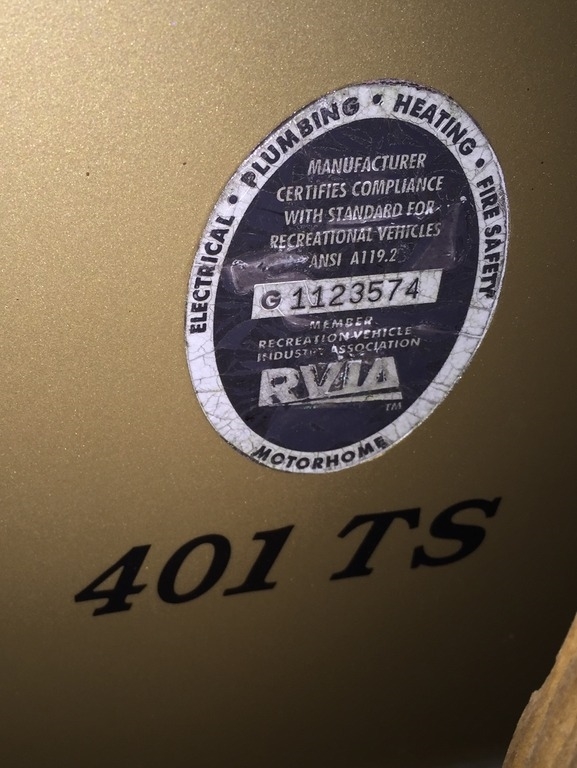 ELECTRICAL • PLUMBING • HEATING • FIRE SAFETY
MANUFACTURER
CERTIFIES COMPLIANCE
WITH STANDARD FOR
RECREATIONAL VEHICLES
ANSI A119.2
G 1123574
MEMBER
RECREATION VEHICLE
INDUSTRY ASSOCIATION
RVIA
TM
MOTORHOME
401 TS